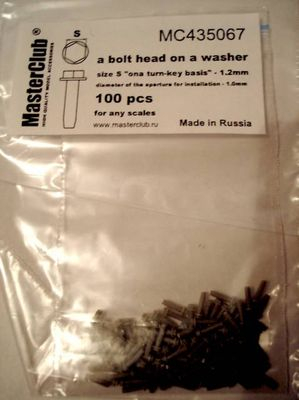 MC435067
S
a bolt head on a washer
size S "ona turn-key basis" - 1.2mm
diameter of the aperture for installation - 1.0mm
100 pcs
for any scales
www.masterclub.ru
Made in Russia
MasterClub®
HIGH QUALITY MODEL ACCESSORIES